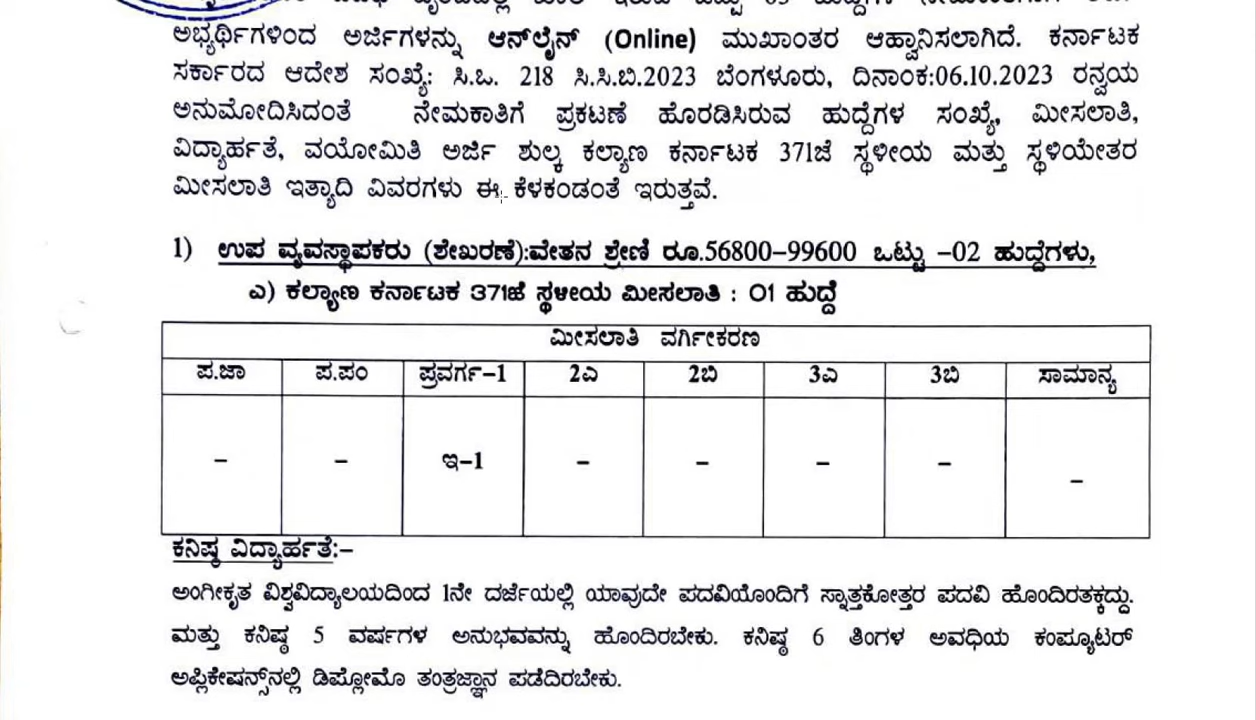 ಅಭ್ಯರ್ಥಿಗಳಿಂದ ಅರ್ಜಿಗಳನ್ನು ಆನ್‌ಲೈನ್ (Online) ಮುಖಾಂತರ ಆಹ್ವಾನಿಸಲಾಗಿದೆ. ಕರ್ನಾಟಕ
ಸರ್ಕಾರದ ಆದೇಶ ಸಂಖ್ಯೆ: ಸಿ.ಒ. 218 ಸಿ.ಸಿ.ಬಿ.2023 ಬೆಂಗಳೂರು, ದಿನಾಂಕ:06.10.2023 ರನ್ವಯ
ಅನುಮೋದಿಸಿದಂತೆ ನೇಮಕಾತಿಗೆ ಪ್ರಕಟಣೆ ಹೊರಡಿಸಿರುವ ಹುದ್ದೆಗಳ ಸಂಖ್ಯೆ, ಮೀಸಲಾತಿ,
ವಿದ್ಯಾರ್ಹತೆ, ವಯೋಮಿತಿ ಅರ್ಜಿ ಶುಲ್ಕ ಕಲ್ಯಾಣ ಕರ್ನಾಟಕ 371ಜೆ ಸ್ಥಳೀಯ ಮತ್ತು ಸ್ಥಳಿಯೇತರ
ಮೀಸಲಾತಿ ಇತ್ಯಾದಿ ವಿವರಗಳು ಈ ಕೆಳಕಂಡಂತೆ ಇರುತ್ತವೆ.
1) ಉಪ ವ್ಯವಸ್ಥಾಪಕರು (ಶೇಖರಣೆ):ವೇತನ ಶ್ರೇಣಿ ರೂ.56800-99600 ಒಟ್ಟು -02 ಹುದ್ದೆಗಳು,
ಎ) ಕಲ್ಯಾಣ ಕರ್ನಾಟಕ 371ಜೆ ಸ್ಥಳೀಯ ಮೀಸಲಾತಿ : 01 ಹುದ್ದೆ
ಮೀಸಲಾತಿ ವರ್ಗೀಕರಣ
ಪ.ಜಾ ಪ.ಪಂ ಪ್ರವರ್ಗ-1 2ಎ 2ಬಿ 3ಎ 3ಬಿ ಸಾಮಾನ್ಯ
- - ಇ-1 - - - - -
ಕನಿಷ್ಠ ವಿದ್ಯಾರ್ಹತೆ:-
ಅಂಗೀಕೃತ ವಿಶ್ವವಿದ್ಯಾಲಯದಿಂದ 1ನೇ ದರ್ಜೆಯಲ್ಲಿ ಯಾವುದೇ ಪದವಿಯೊಂದಿಗೆ ಸ್ನಾತ್ತಕೋತ್ತರ ಪದವಿ ಹೊಂದಿರತಕ್ಕದ್ದು.
ಮತ್ತು ಕನಿಷ್ಠ 5 ವರ್ಷಗಳ ಅನುಭವವನ್ನು ಹೊಂದಿರಬೇಕು. ಕನಿಷ್ಠ 6 ತಿಂಗಳ ಅವಧಿಯ ಕಂಪ್ಯೂಟರ್
ಅಪ್ಲಿಕೇಷನ್ಸ್‌ನಲ್ಲಿ ಡಿಪ್ಲೋಮೊ ತಂತ್ರಜ್ಞಾನ ಪಡೆದಿರಬೇಕು.